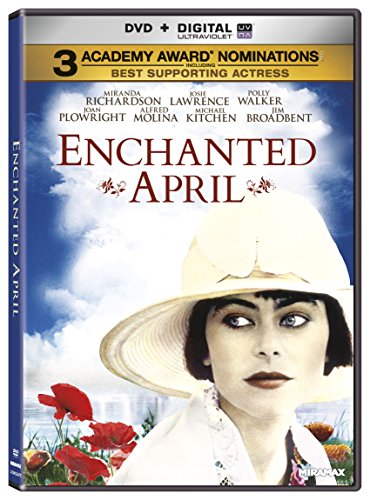 DVD + DIGITAL
ULTRAVIOLET UV
3 ACADEMY AWARD® NOMINATIONS
INCLUDING
BEST SUPPORTING ACTRESS
MIRANDA RICHARDSON JOSIE LAWRENCE POLLY WALKER
JOAN PLOWRIGHT ALFRED MOLINA MICHAEL KITCHEN JIM BROADBENT
ENCHANTED
APRIL
MIRAMAX
ENCHANTED APRIL